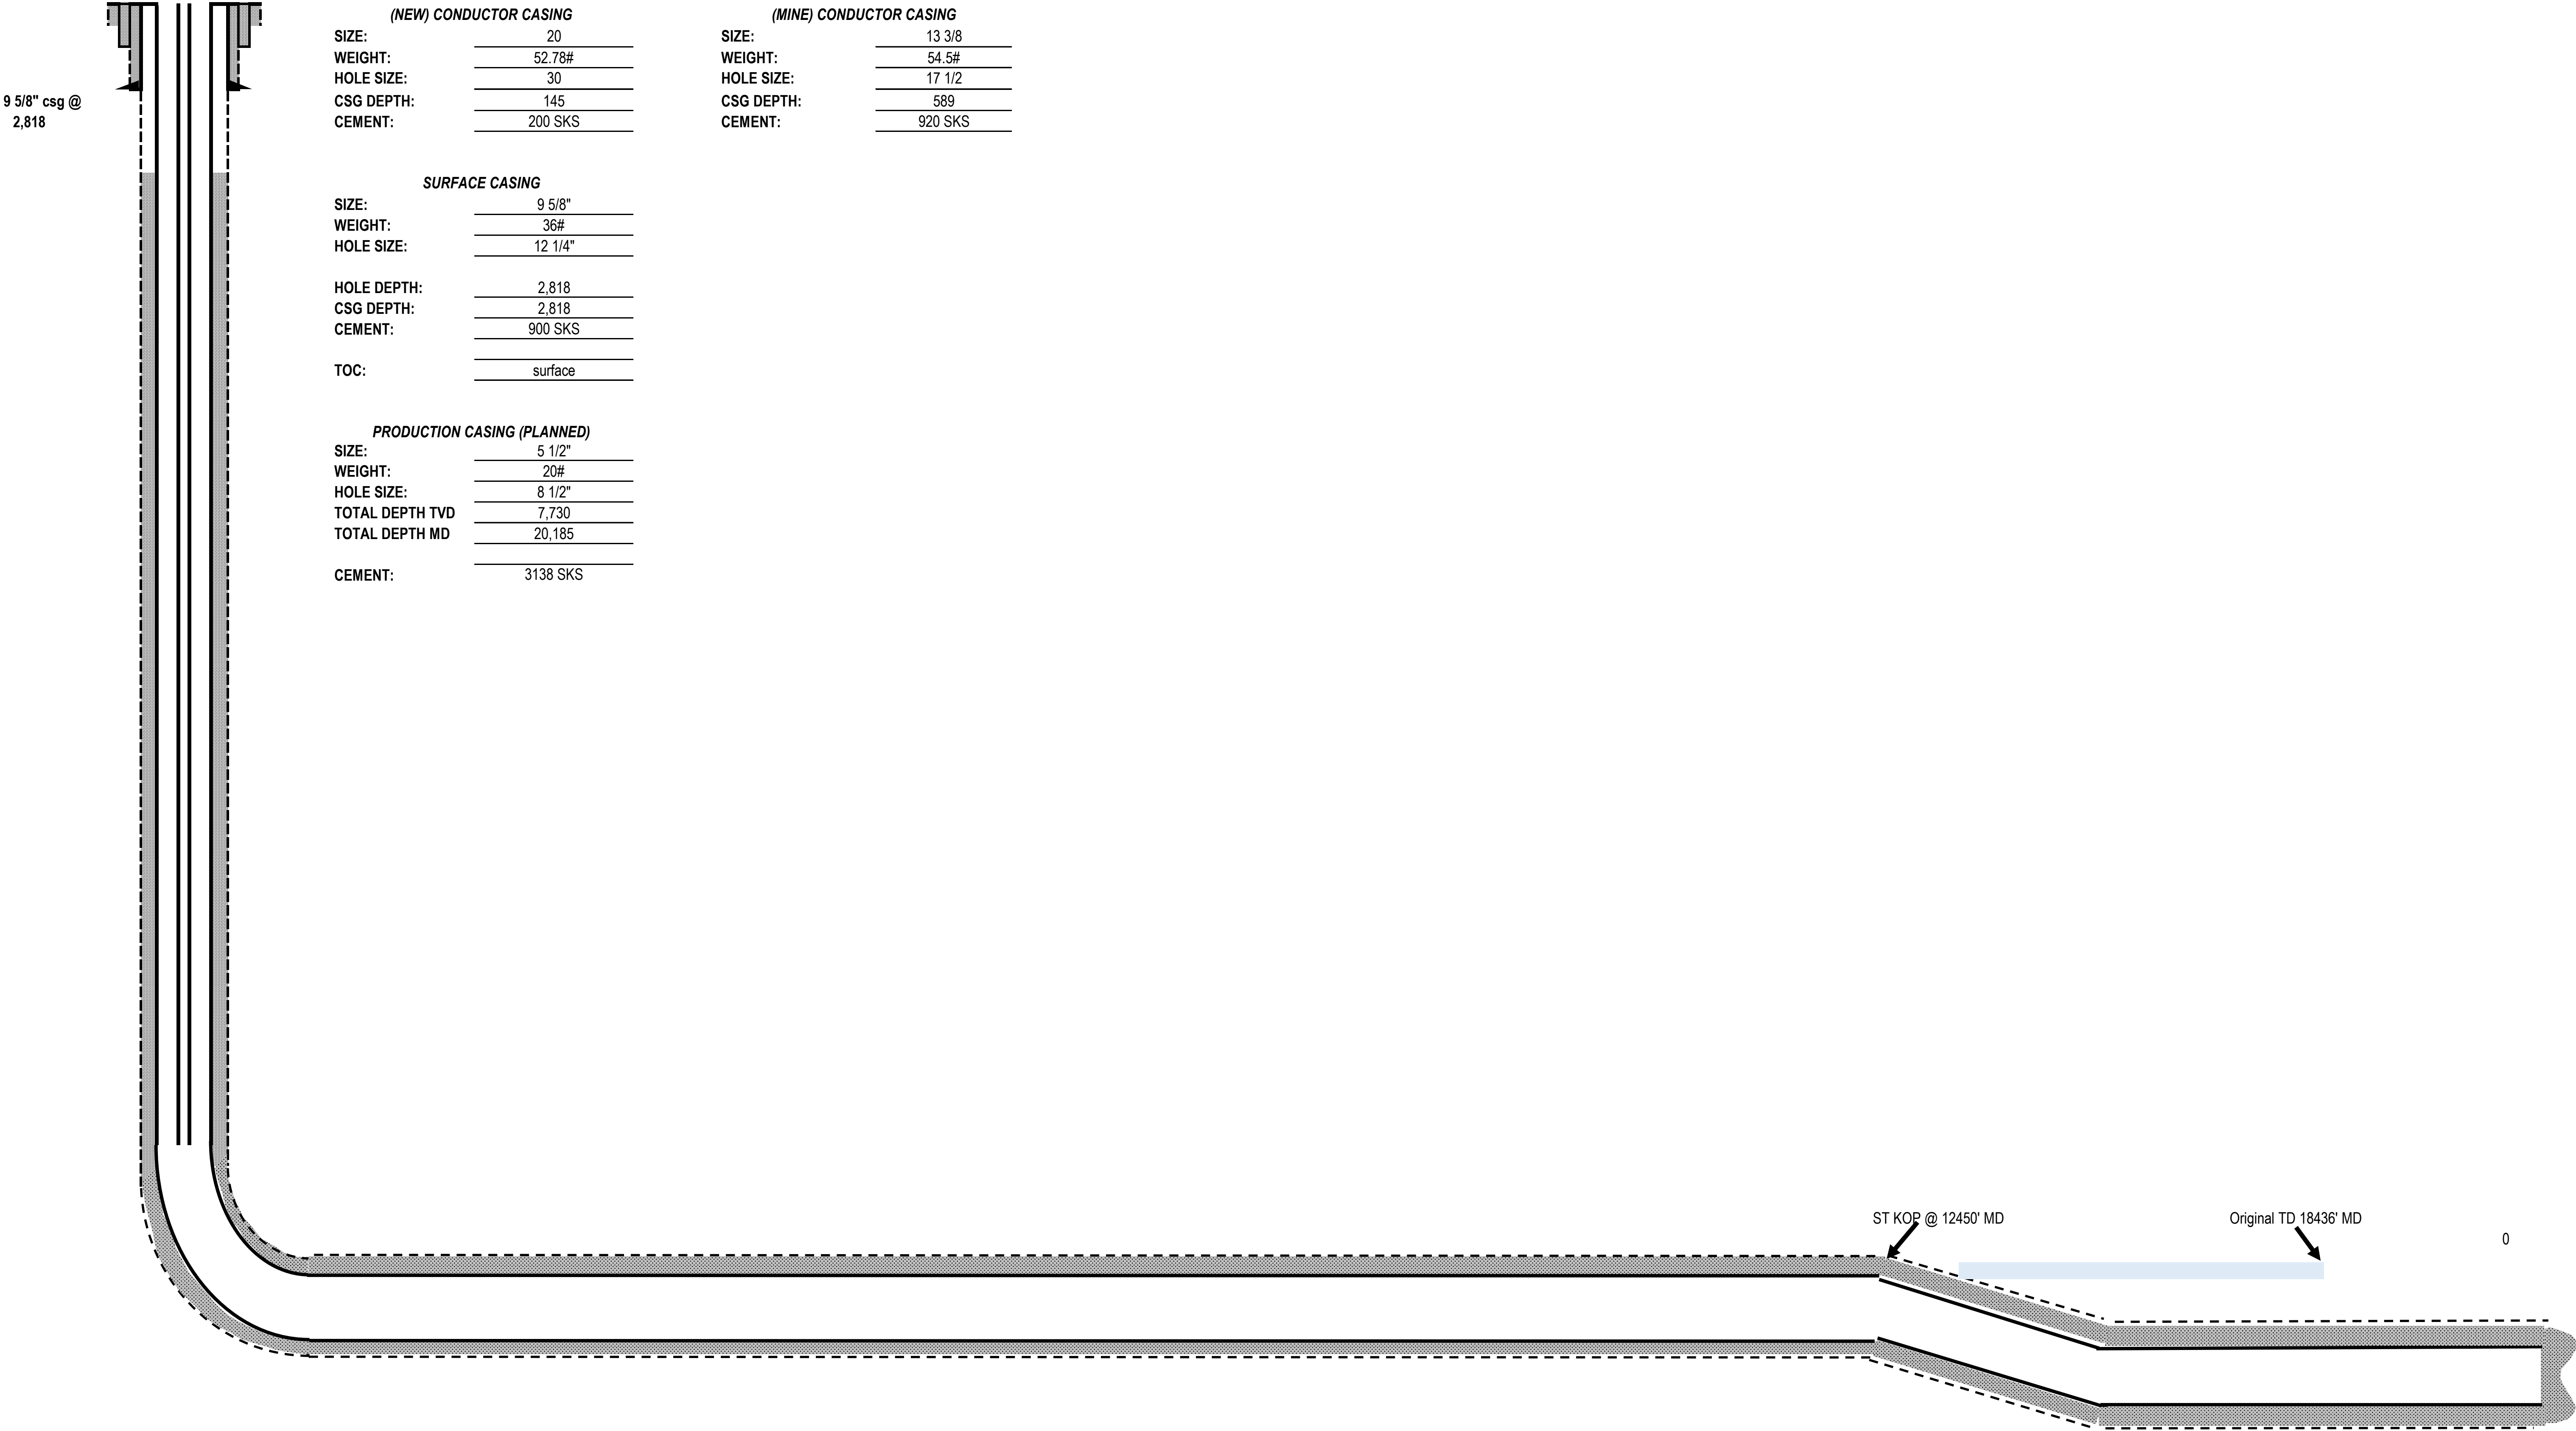 9 5/8" csg @
2,818
(NEW) CONDUCTOR CASING
SIZE: 20
WEIGHT: 52.78#
HOLE SIZE: 30
CSG DEPTH: 145
CEMENT: 200 SKS
(MINE) CONDUCTOR CASING
SIZE: 13 3/8
WEIGHT: 54.5#
HOLE SIZE: 17 1/2
CSG DEPTH: 589
CEMENT: 920 SKS
SURFACE CASING
SIZE: 9 5/8"
WEIGHT: 36#
HOLE SIZE: 12 1/4"
HOLE DEPTH: 2,818
CSG DEPTH: 2,818
CEMENT: 900 SKS
TOC: surface
PRODUCTION CASING (PLANNED)
SIZE: 5 1/2"
WEIGHT: 20#
HOLE SIZE: 8 1/2"
TOTAL DEPTH TVD 7,730
TOTAL DEPTH MD 20,185
CEMENT: 3138 SKS
ST KOP @ 12450' MD
Original TD 18436' MD
0